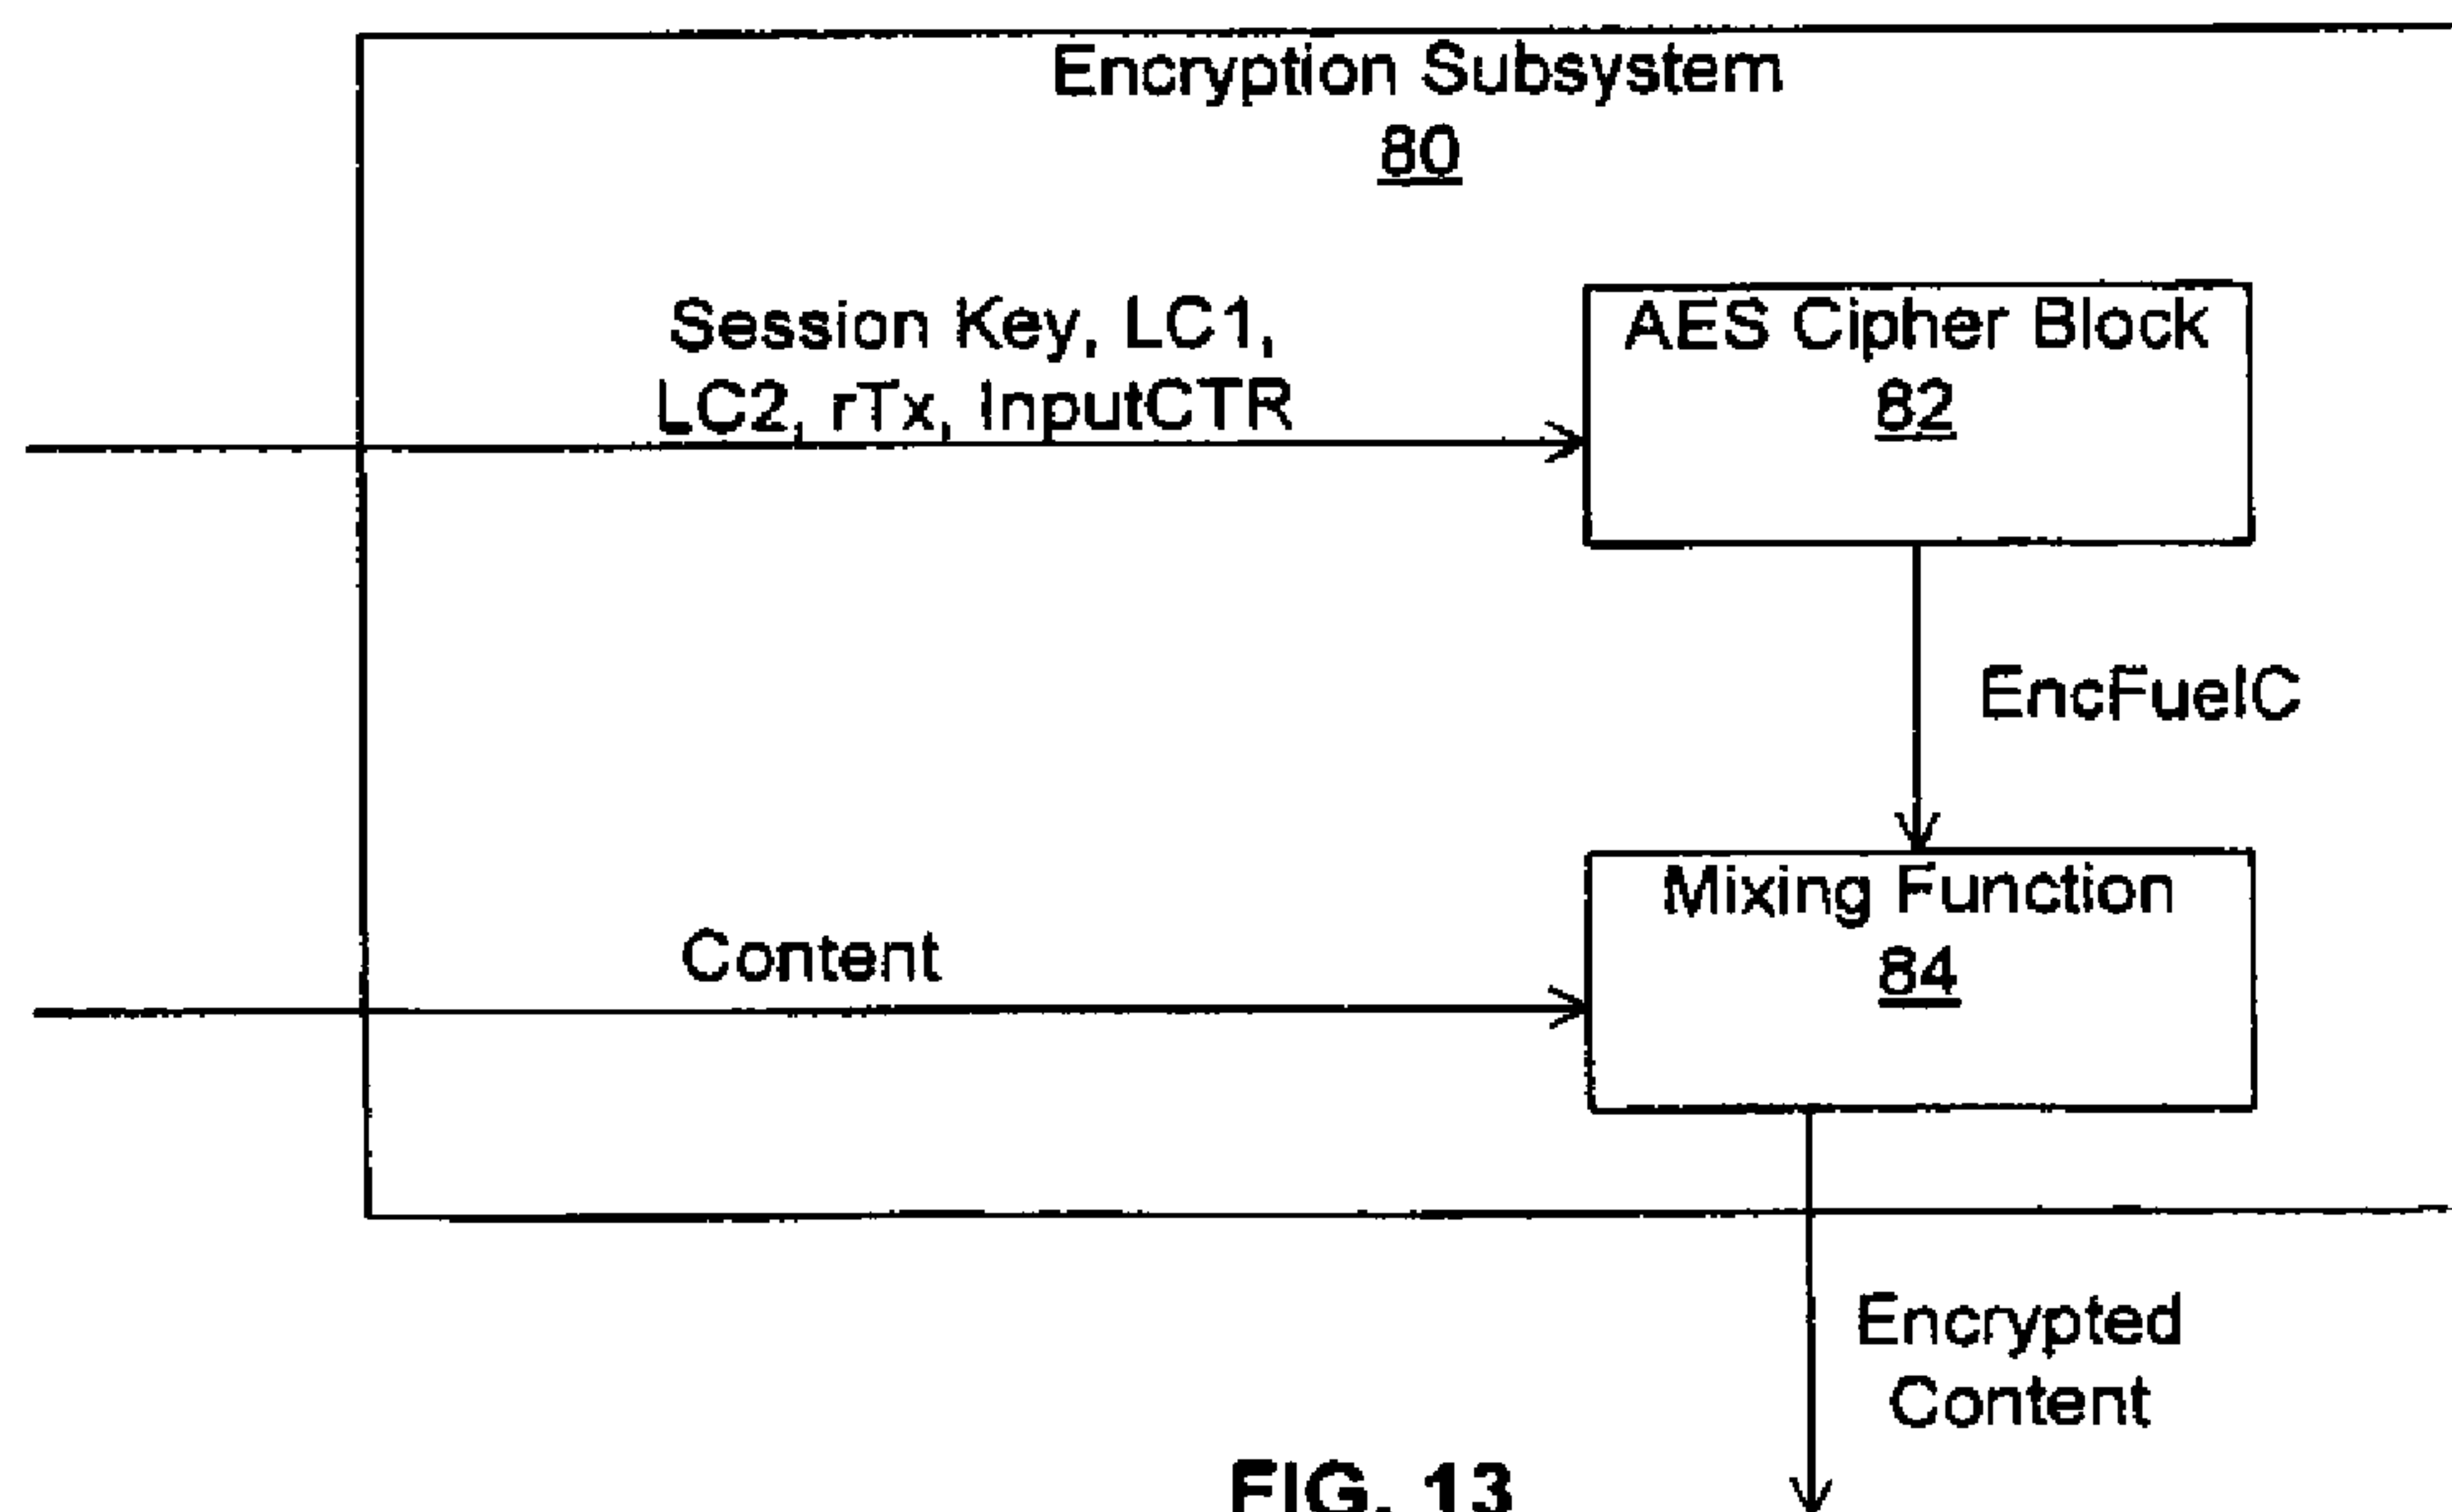 Encryption Subsystem
80
Session Key, LC1,
LC2, rTx, InputCTR
AES Cipher Block
82
EncFuelC
Mixing Function
84
Content
Encrypted
Content
FIG. 13